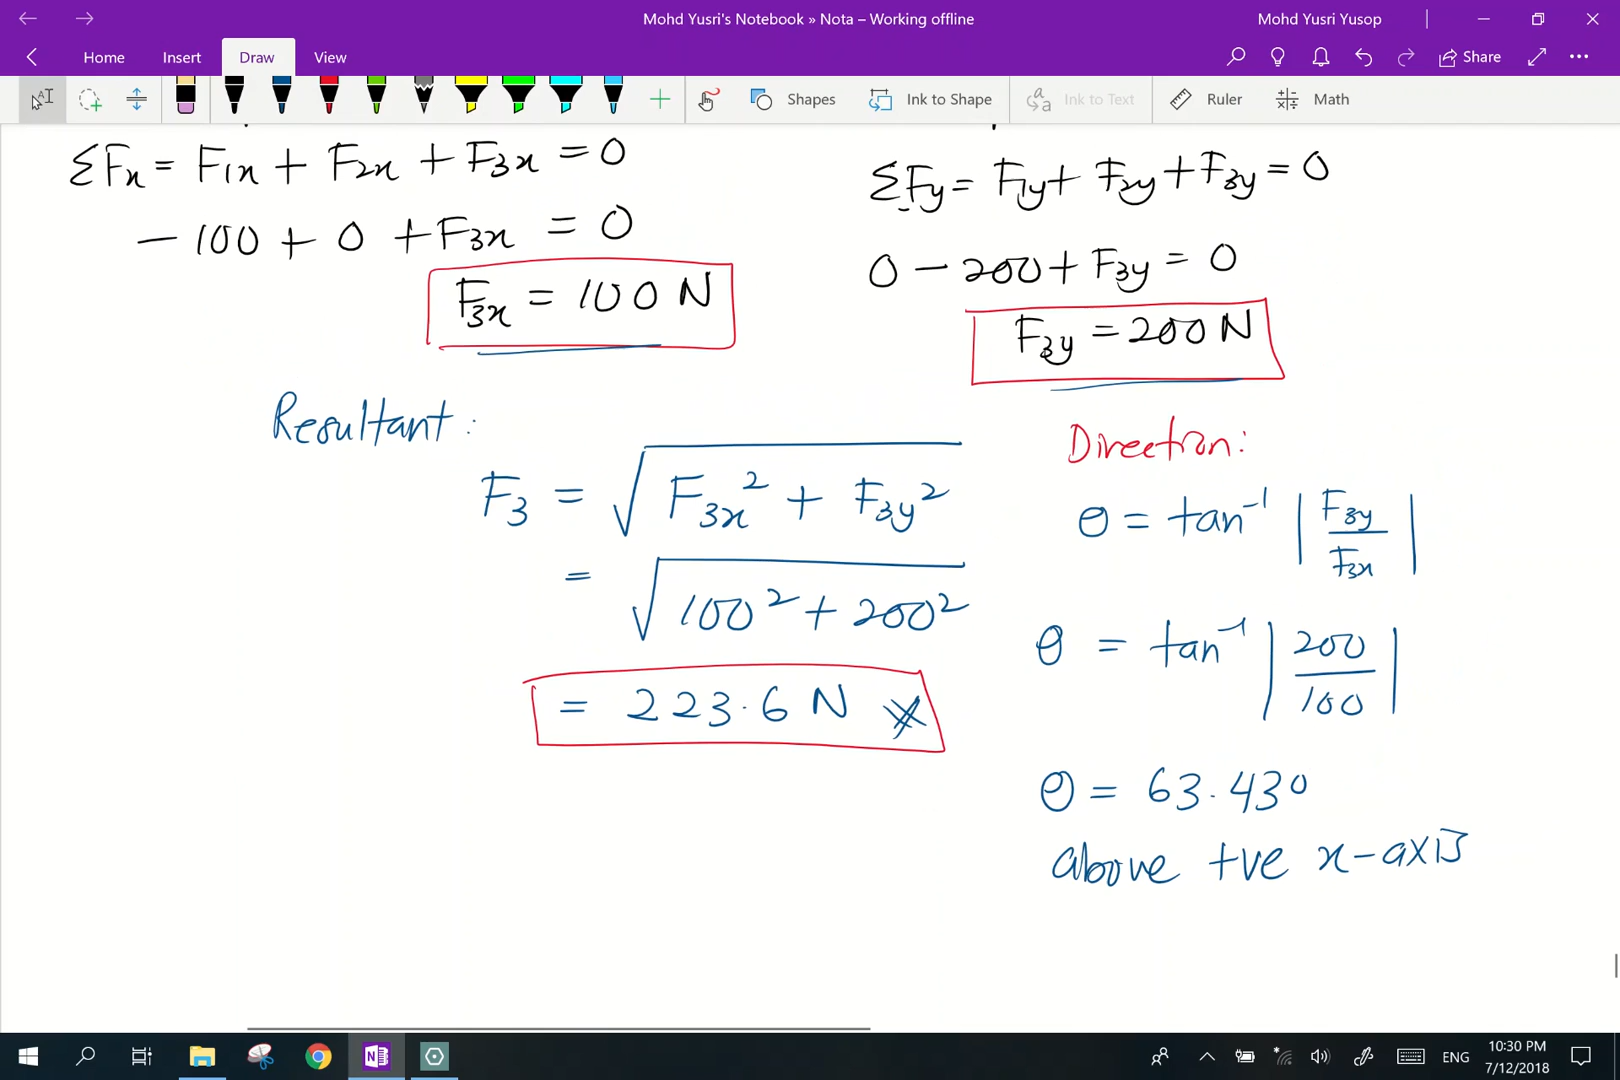 Mohd Yusri's Notebook » Nota – Working offline
Mohd Yusri Yusop
Home Insert Draw View
Share
Shapes Ink to Shape Ink to Text Ruler Math
ΣFx = F1x + F2x + F3x = 0
- 100 + 0 + F3x = 0
F3x = 100 N
ΣFy = F1y + F2y + F3y = 0
0 - 200 + F3y = 0
F3y = 200 N
Resultant :
F3 = √(F3x² + F3y²)
= √(100² + 200²)
= 223.6 N
Direction:
θ = tan⁻¹ | F3y / F3x |
θ = tan⁻¹ | 200 / 100 |
θ = 63.43°
above +ve x-axis
ENG
10:30 PM
7/12/2018